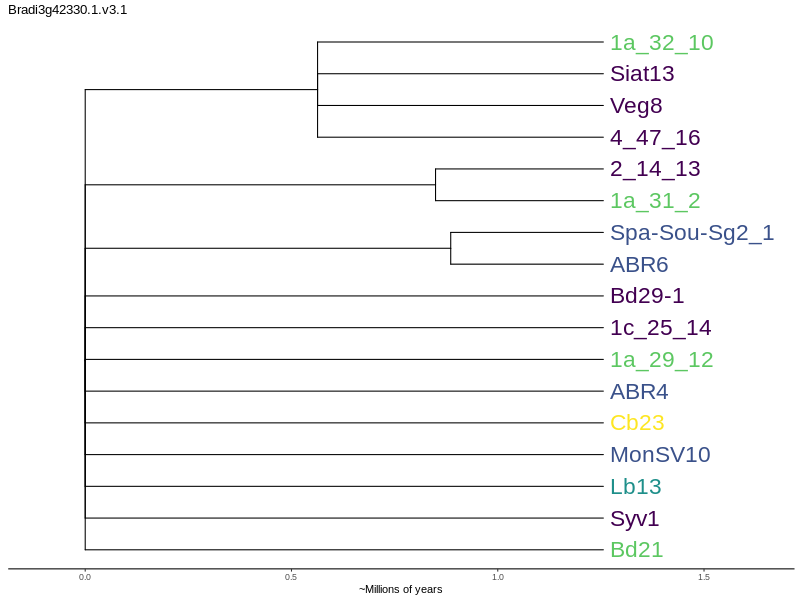 Bradi3g42330.1.v3.1
1a_32_10
Siat13
Veg8
4_47_16
2_14_13
1a_31_2
Spa-Sou-Sg2_1
ABR6
Bd29-1
1c_25_14
1a_29_12
ABR4
Cb23
MonSV10
Lb13
Syv1
Bd21
0.0 0.5 1.0 1.5
~Millions of years